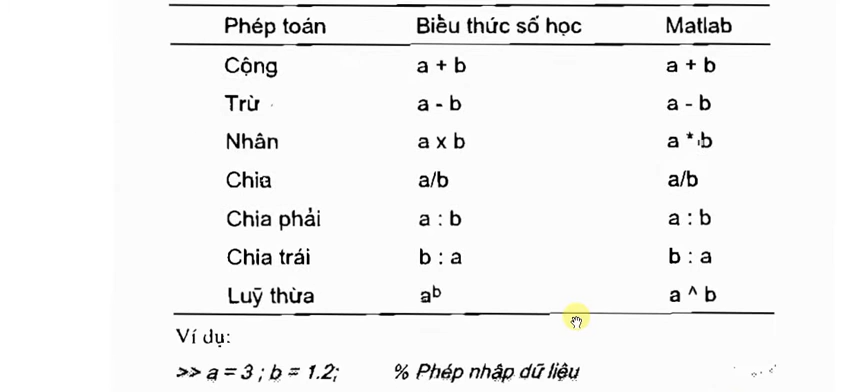 Phép toán Biểu thức số học Matlab
Cộng a + b a + b
Trừ a - b a - b
Nhân a x b a * b
Chia a/b a/b
Chia phải a : b a : b
Chia trái b : a b : a
Luỹ thừa aᵇ a ^ b
Ví dụ:
>> a = 3 ; b = 1.2; % Phép nhập dữ liệu